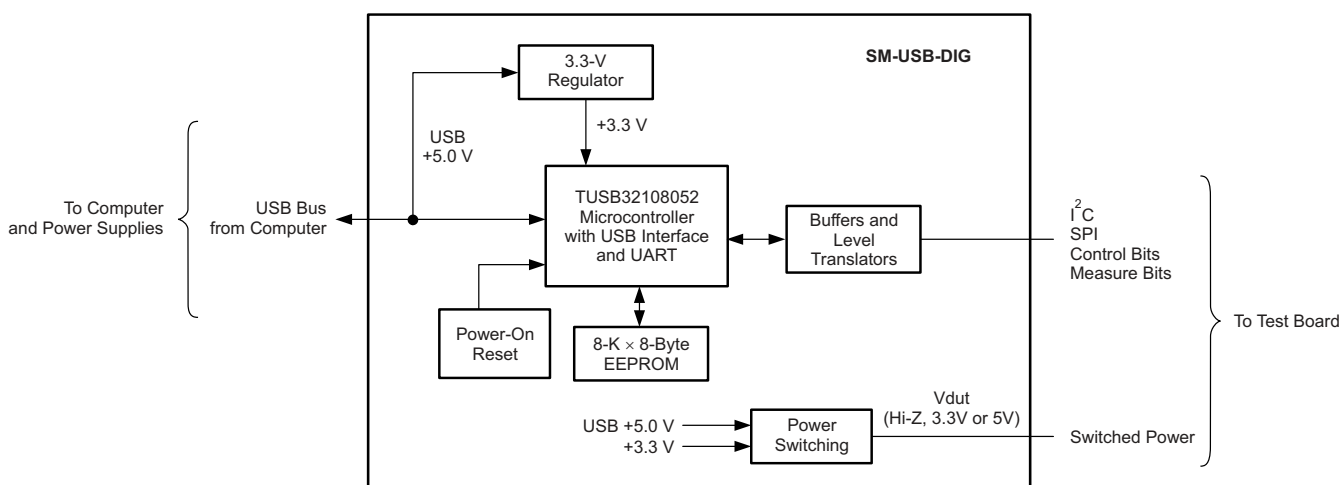 SM-USB-DIG
3.3-V
Regulator
+3.3 V
USB
+5.0 V
To Computer
and Power Supplies
USB Bus
from Computer
TUSB32108052
Microcontroller
with USB Interface
and UART
Buffers and
Level
Translators
I²C
SPI
Control Bits
Measure Bits
To Test Board
Power-On
Reset
8-K × 8-Byte
EEPROM
USB +5.0 V
+3.3 V
Power
Switching
Vdut
(Hi-Z, 3.3V or 5V)
Switched Power